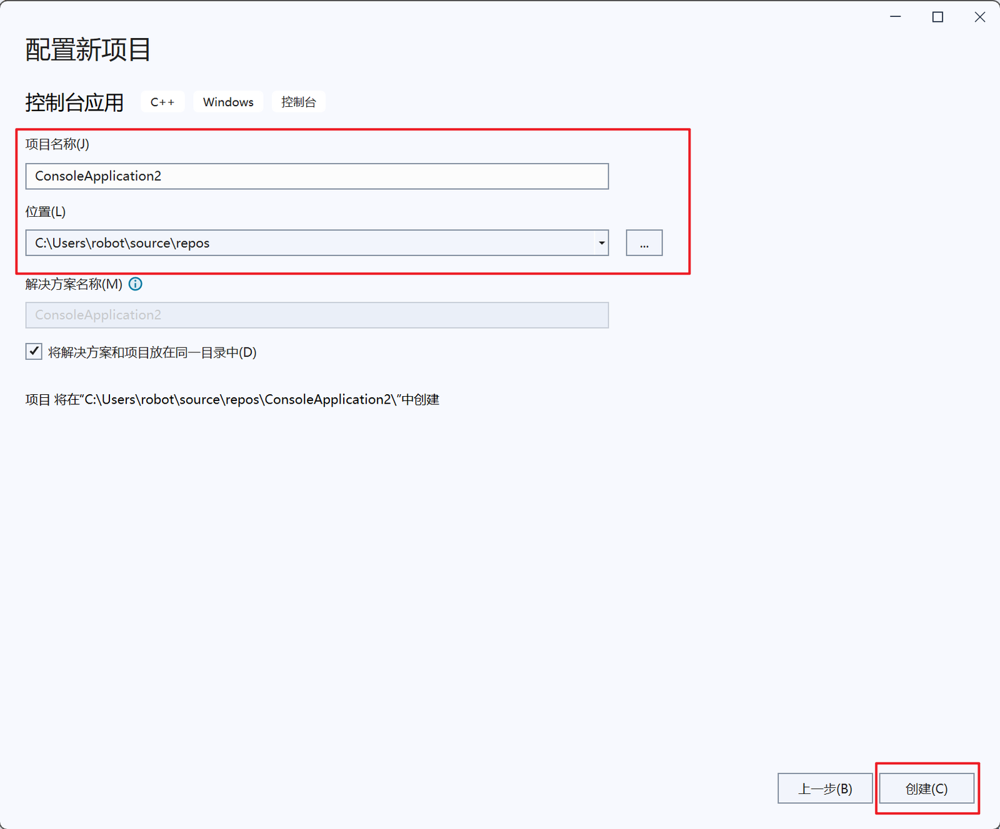 配置新项目
控制台应用 C++ Windows 控制台
项目名称(J)
ConsoleApplication2
位置(L)
C:\Users\robot\source\repos
...
解决方案名称(M)
ConsoleApplication2
将解决方案和项目放在同一目录中(D)
项目 将在“C:\Users\robot\source\repos\ConsoleApplication2\”中创建
上一步(B) 创建(C)